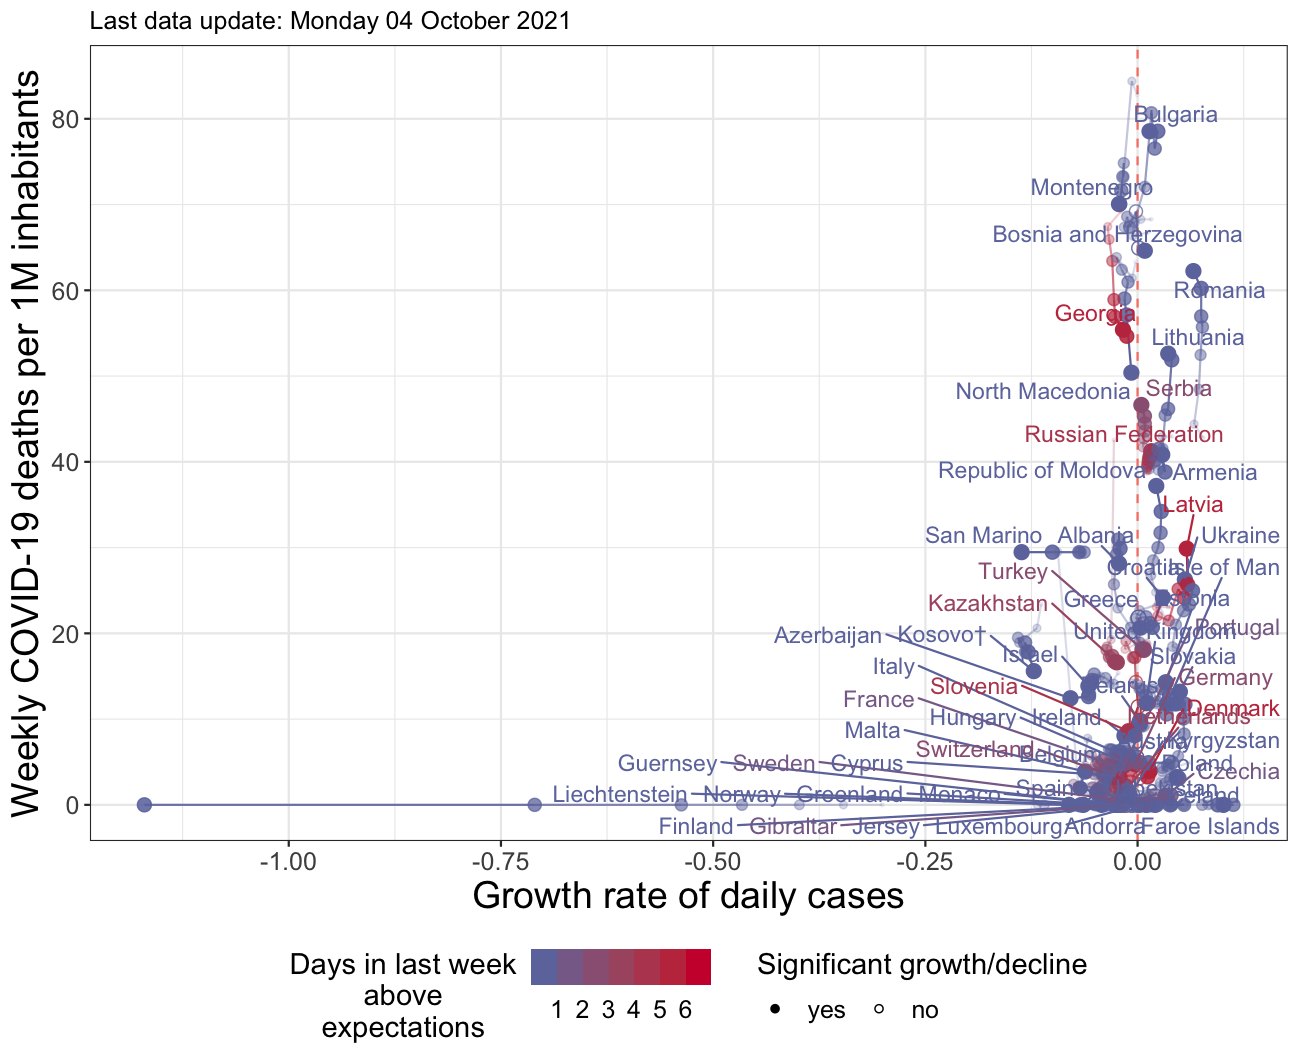 Last data update: Monday 04 October 2021
Weekly COVID-19 deaths per 1M inhabitants
80
60
40
20
0
Bulgaria
Montenegro
Bosnia and Herzegovina
Romania
Georgia
Lithuania
North Macedonia
Serbia
Russian Federation
Republic of Moldova
Armenia
Latvia
San Marino
Albania
Ukraine
Turkey
Croatia
Isle of Man
Kazakhstan
Greece
Estonia
Azerbaijan
Kosovo†
United Kingdom
Portugal
Italy
Israel
Slovakia
Slovenia
Belarus
Germany
France
Hungary
Ireland
Netherlands
Denmark
Malta
Switzerland
Belgium
Austria
Kyrgyzstan
Guernsey
Sweden
Cyprus
Poland
Czechia
Liechtenstein
Norway
Greenland
Monaco
Spain
Finland
Gibraltar
Jersey
Luxembourg
Andorra
Faroe Islands
-1.00
-0.75
-0.50
-0.25
0.00
Growth rate of daily cases
Days in last week
above
expectations
1 2 3 4 5 6
Significant growth/decline
yes
no